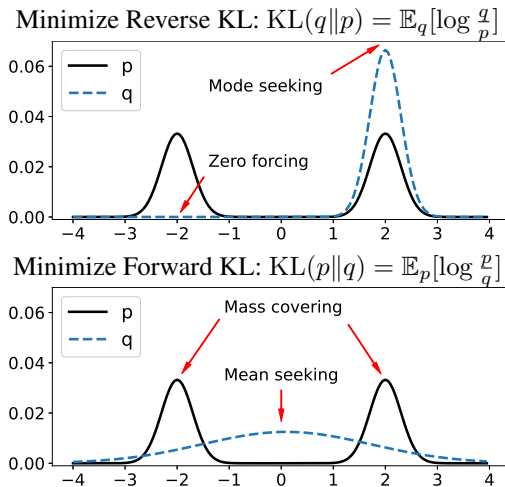 Minimize Reverse KL: KL(q‖p) = 𝔼_q[log q/p]
0.06
p
q
Mode seeking
0.04
Zero forcing
0.02
0.00
−4 −3 −2 −1 0 1 2 3 4
Minimize Forward KL: KL(p‖q) = 𝔼_p[log p/q]
p
q
Mass covering
0.06
0.04
Mean seeking
0.02
0.00
−4 −3 −2 −1 0 1 2 3 4